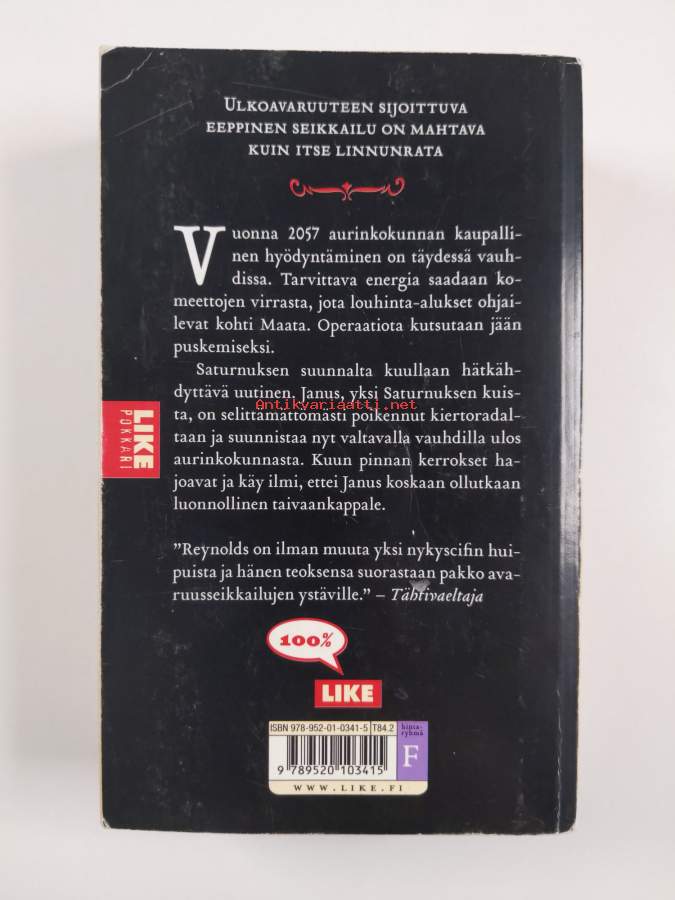 ULKOAVARUUTEEN SIJOITTUVA
EEPPINEN SEIKKAILU ON MAHTAVA
KUIN ITSE LINNUNRATA
Vuonna 2057 aurinkokunnan kaupalli-
nen hyödyntäminen on täydessä vauh-
dissa. Tarvittava energia saadaan ko-
meettojen virrasta, jota louhinta-alukset ohjai-
levat kohti Maata. Operaatiota kutsutaan jään
puskemiseksi.
Saturnuksen suunnalta kuullaan hätkäh-
dyttävä uutinen. Janus, yksi Saturnuksen kuis-
ta, on selittämättömästi poikennut kiertoradal-
taan ja suunnistaa nyt valtavalla vauhdilla ulos
aurinkokunnasta. Kuun pinnan kerrokset ha-
joavat ja käy ilmi, ettei Janus koskaan ollutkaan
luonnollinen taivaankappale.
"Reynolds on ilman muuta yksi nykyscifin hui-
puista ja hänen teoksensa suorastaan pakko ava-
ruusseikkailujen ystäville." – Tähtivaeltaja
Antikvariaatti.net
LIKE
POKKARI
100%
LIKE
ISBN 978-952-01-0341-5 T84.2
hinta-
ryhmä
F
9 789520 103415
WWW.LIKE.FI